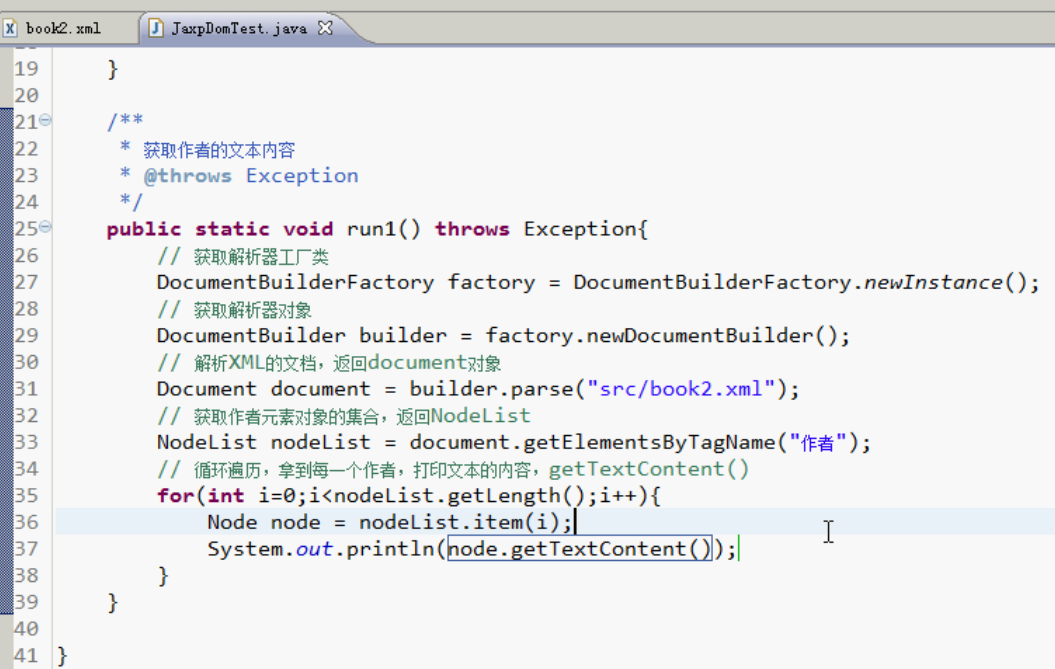 book2.xml JaxpDomTest.java
19 }
20
21 /**
22 * 获取作者的文本内容
23 * @throws Exception
24 */
25 public static void run1() throws Exception{
26 // 获取解析器工厂类
27 DocumentBuilderFactory factory = DocumentBuilderFactory.newInstance();
28 // 获取解析器对象
29 DocumentBuilder builder = factory.newDocumentBuilder();
30 // 解析XML的文档，返回document对象
31 Document document = builder.parse("src/book2.xml");
32 // 获取作者元素对象的集合，返回NodeList
33 NodeList nodeList = document.getElementsByTagName("作者");
34 // 循环遍历，拿到每一个作者，打印文本的内容，getTextContent()
35 for(int i=0;i<nodeList.getLength();i++){
36 Node node = nodeList.item(i);
37 System.out.println(node.getTextContent());
38 }
39 }
40
41 }